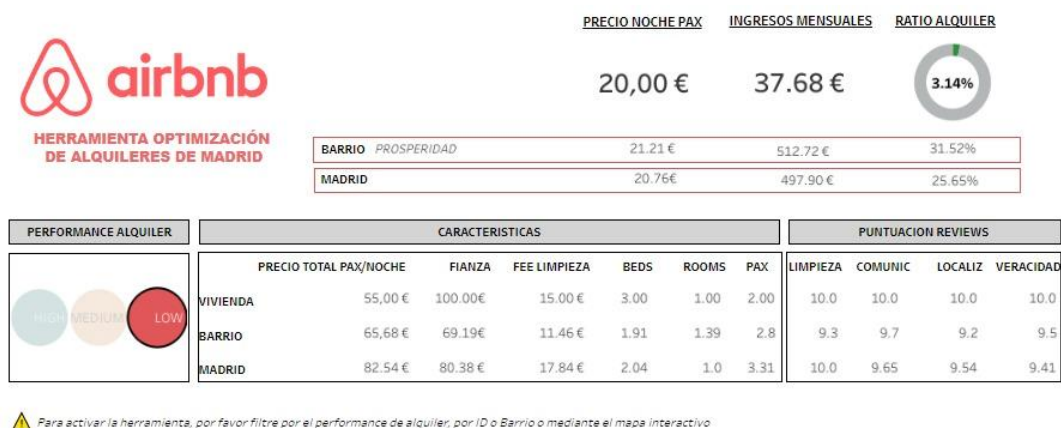 PRECIO NOCHE PAX INGRESOS MENSUALES RATIO ALQUILER
airbnb
20,00 € 37.68 € 3.14%
HERRAMIENTA OPTIMIZACIÓN
DE ALQUILERES DE MADRID
BARRIO PROSPERIDAD 21.21 € 512.72 € 31.52%
MADRID 20.76€ 497.90 € 25.65%
PERFORMANCE ALQUILER CARACTERISTICAS PUNTUACION REVIEWS
PRECIO TOTAL PAX/NOCHE FIANZA FEE LIMPIEZA BEDS ROOMS PAX LIMPIEZA COMUNIC LOCALIZ VERACIDAD
HIGH MEDIUM LOW
VIVIENDA 55,00 € 100.00€ 15.00 € 3.00 1.00 2.00 10.0 10.0 10.0 10.0
BARRIO 65,68 € 69.19€ 11.46 € 1.91 1.39 2.8 9.3 9.7 9.2 9.5
MADRID 82.54 € 80.38 € 17.84 € 2.04 1.0 3.31 10.0 9.65 9.54 9.41
Para activar la herramienta, por favor filtre por el performance de alquiler, por ID o Barrio o mediante el mapa interactivo